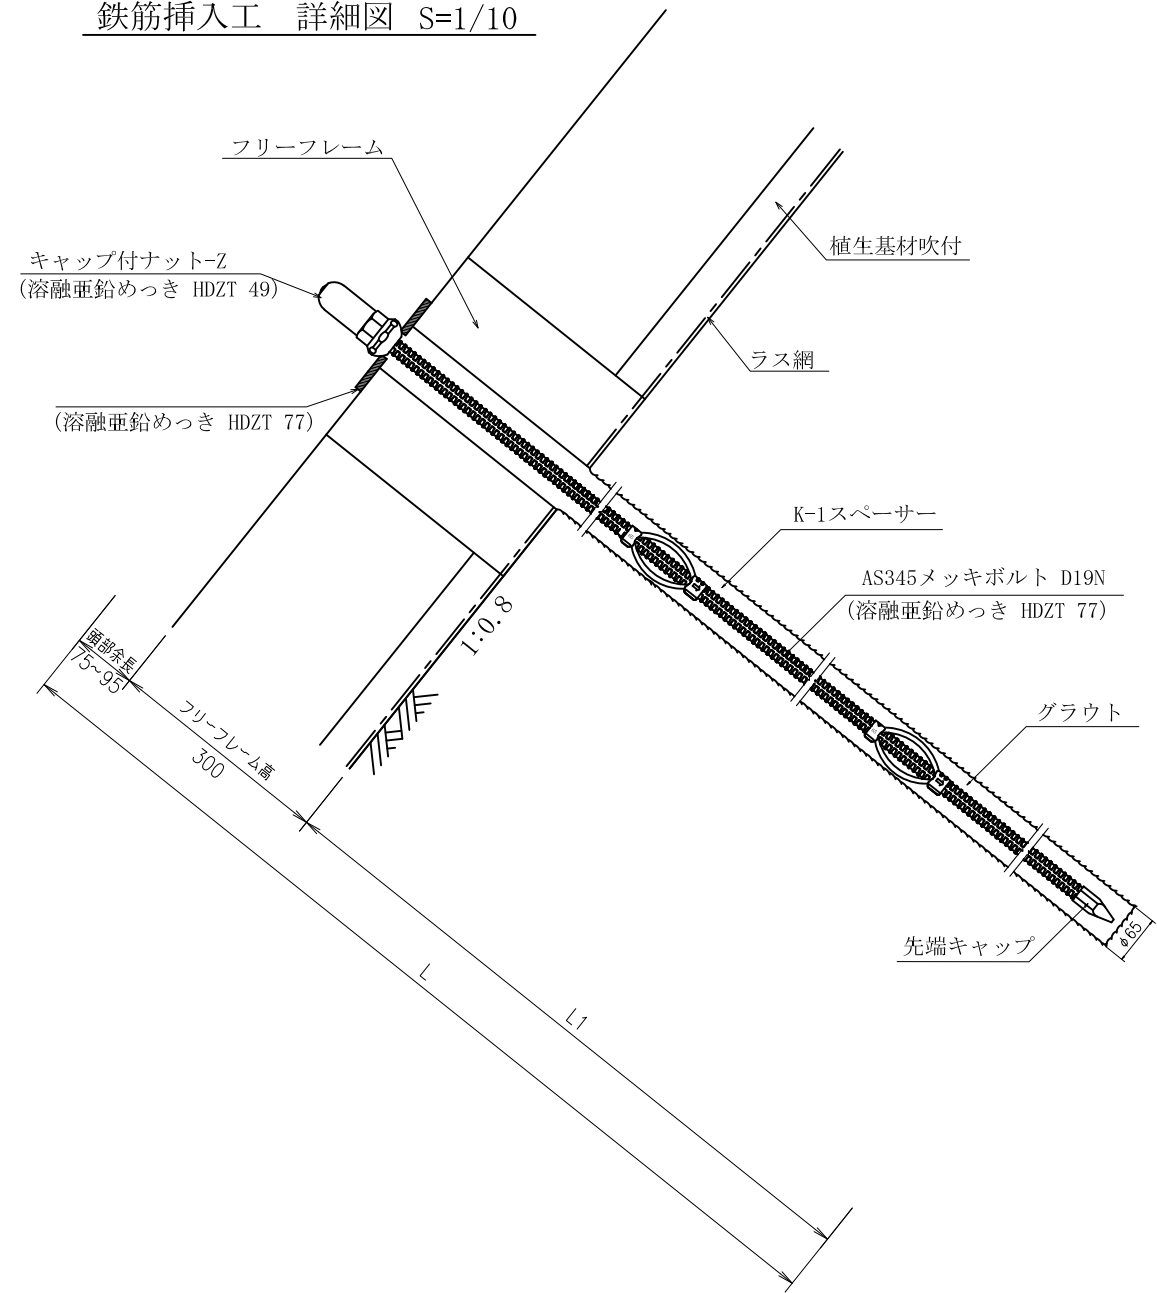 鉄筋挿入工　詳細図 S=1/10
フリーフレーム
植生基材吹付
キャップ付ナット-Z
(溶融亜鉛めっき HDZT 49)
ラス網
(溶融亜鉛めっき HDZT 77)
K-1スペーサー
AS345メッキボルト D19N
(溶融亜鉛めっき HDZT 77)
1:0.8
頭部余長
75~95
フリーフレーム高
300
グラウト
先端キャップ
φ65
L
L1